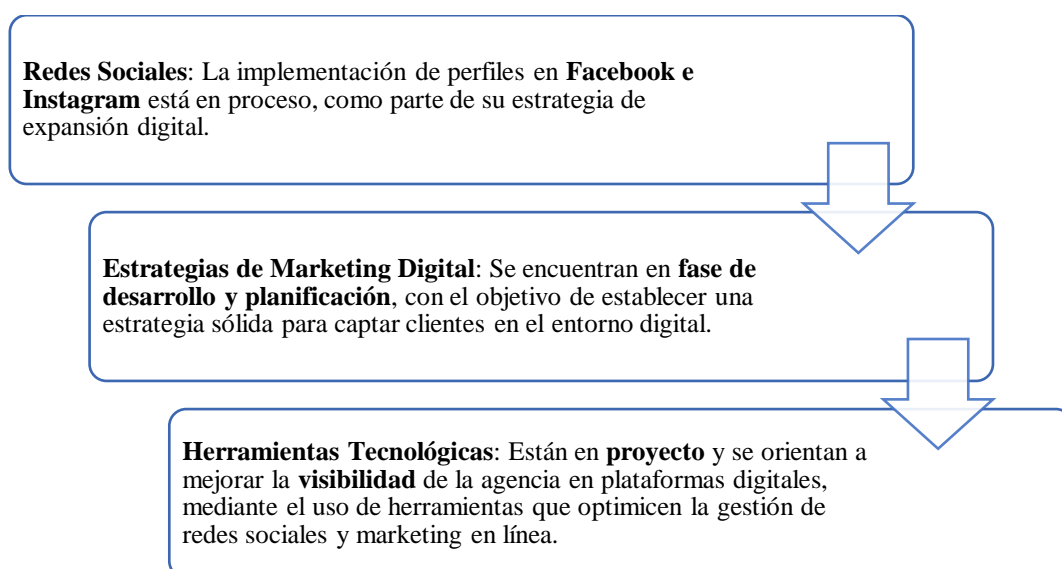 Redes Sociales: La implementación de perfiles en Facebook e
Instagram está en proceso, como parte de su estrategia de
expansión digital.
Estrategias de Marketing Digital: Se encuentran en fase de
desarrollo y planificación, con el objetivo de establecer una
estrategia sólida para captar clientes en el entorno digital.
Herramientas Tecnológicas: Están en proyecto y se orientan a
mejorar la visibilidad de la agencia en plataformas digitales,
mediante el uso de herramientas que optimicen la gestión de
redes sociales y marketing en línea.